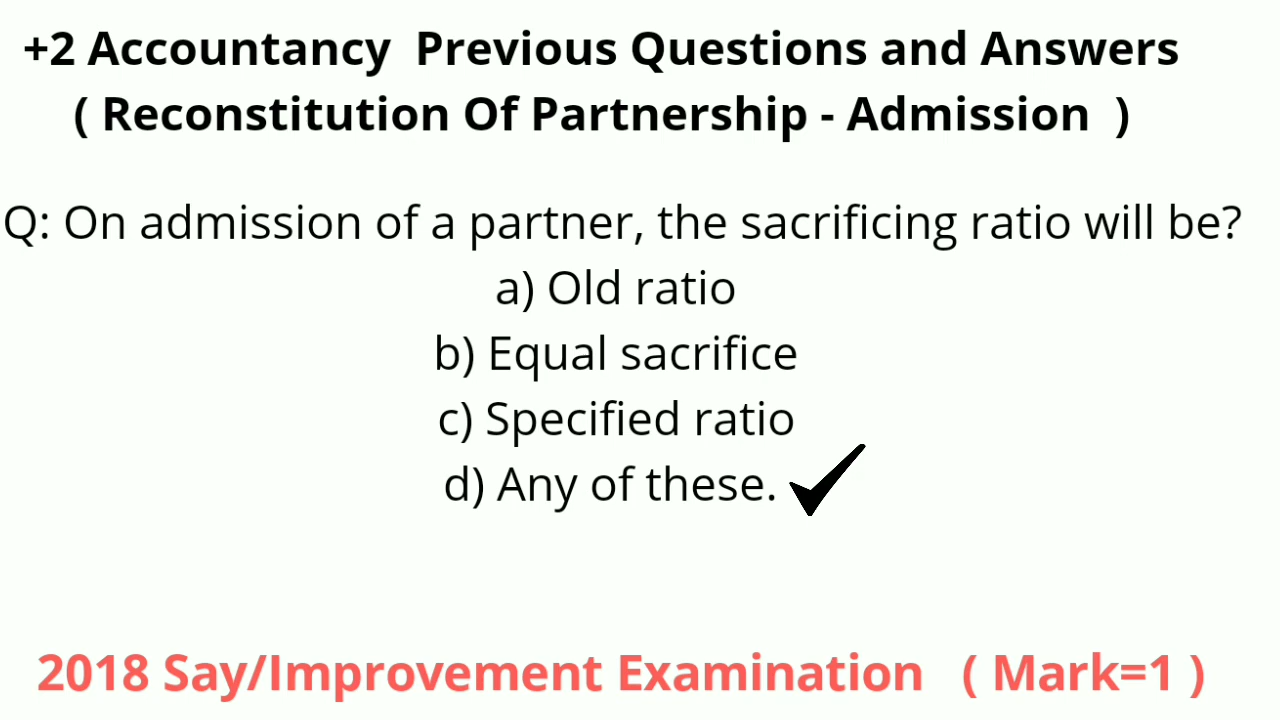 +2 Accountancy Previous Questions and Answers
( Reconstitution Of Partnership - Admission )
Q: On admission of a partner, the sacrificing ratio will be?
a) Old ratio
b) Equal sacrifice
c) Specified ratio
d) Any of these.
2018 Say/Improvement Examination ( Mark=1 )